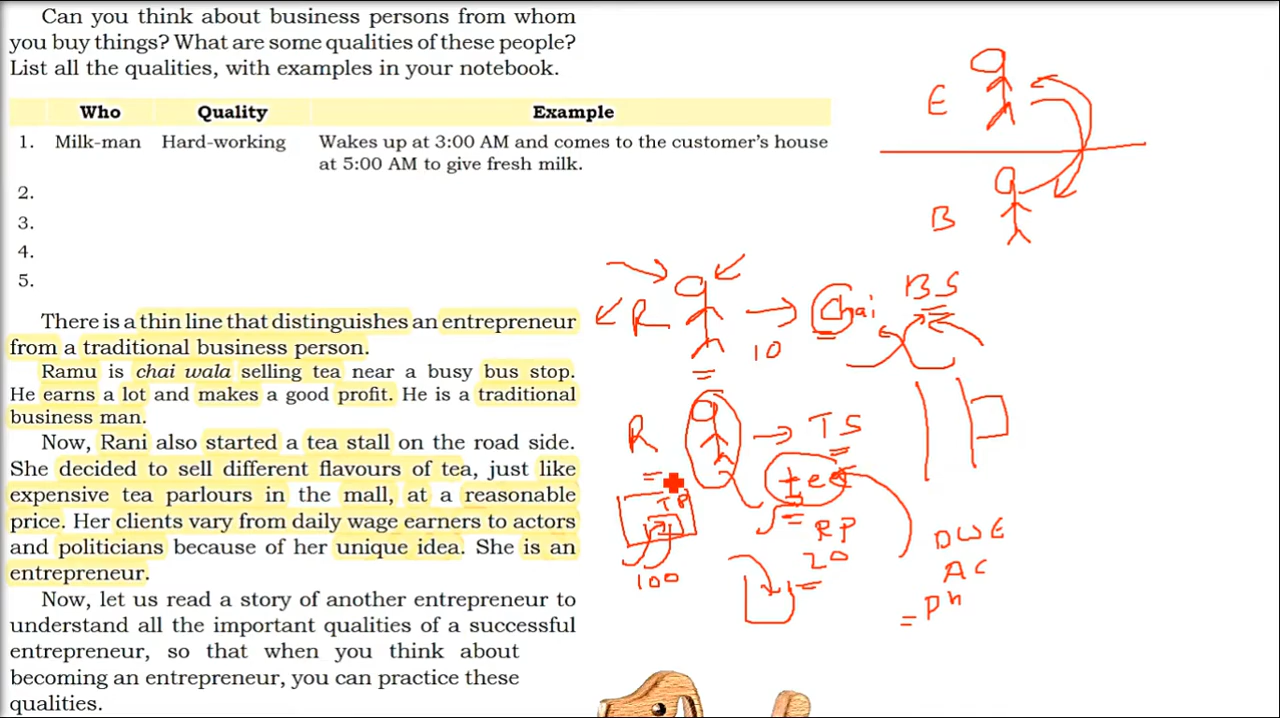 Can you think about business persons from whom
you buy things? What are some qualities of these people?
List all the qualities, with examples in your notebook.
Who Quality Example
1. Milk-man Hard-working Wakes up at 3:00 AM and comes to the customer's house
at 5:00 AM to give fresh milk.
2.
3.
4.
5.
There is a thin line that distinguishes an entrepreneur
from a traditional business person.
Ramu is chai wala selling tea near a busy bus stop.
He earns a lot and makes a good profit. He is a traditional
business man.
Now, Rani also started a tea stall on the road side.
She decided to sell different flavours of tea, just like
expensive tea parlours in the mall, at a reasonable
price. Her clients vary from daily wage earners to actors
and politicians because of her unique idea. She is an
entrepreneur.
Now, let us read a story of another entrepreneur to
understand all the important qualities of a successful
entrepreneur, so that when you think about
becoming an entrepreneur, you can practice these
qualities.
E
B
R
10
Chai
BS
R
TS
tea
TP
100
RP
20
DWE
AC